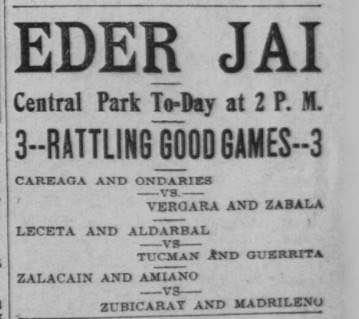 EDER JAI
Central Park To-Day at 2 P. M.
3--RATTLING GOOD GAMES--3
CAREAGA AND ONDARIES
—VS.—
VERGARA AND ZABALA
LECETA AND ALDARBAL
—VS—
TUCMAN AND GUERRITA
ZALACAIN AND AMIANO
—VS—
ZUBICARAY AND MADRILENO